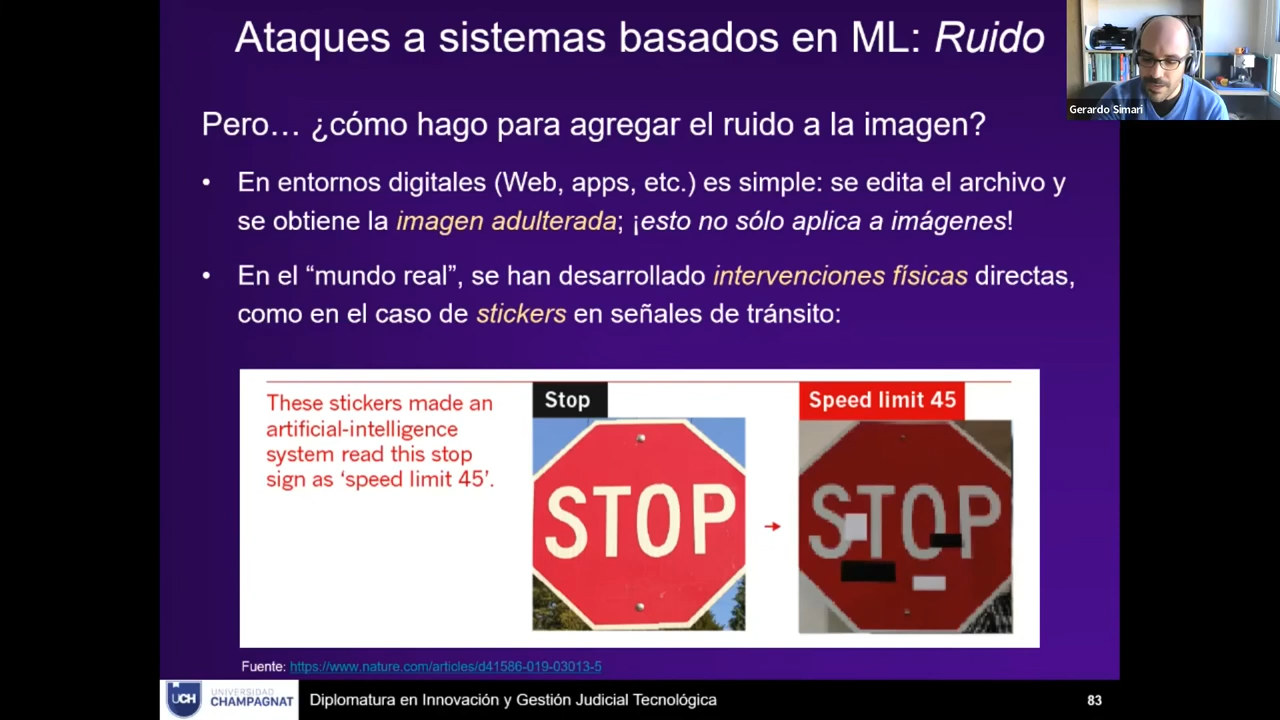 Ataques a sistemas basados en ML: Ruido
Gerardo Simari
Pero… ¿cómo hago para agregar el ruido a la imagen?
• En entornos digitales (Web, apps, etc.) es simple: se edita el archivo y
se obtiene la imagen adulterada; ¡esto no sólo aplica a imágenes!
• En el “mundo real”, se han desarrollado intervenciones físicas directas,
como en el caso de stickers en señales de tránsito:
These stickers made an
artificial-intelligence
system read this stop
sign as ‘speed limit 45’.
Stop
STOP
Speed limit 45
STOP
Fuente: https://www.nature.com/articles/d41586-019-03013-5
UCH
UNIVERSIDAD
CHAMPAGNAT
Diplomatura en Innovación y Gestión Judicial Tecnológica
83